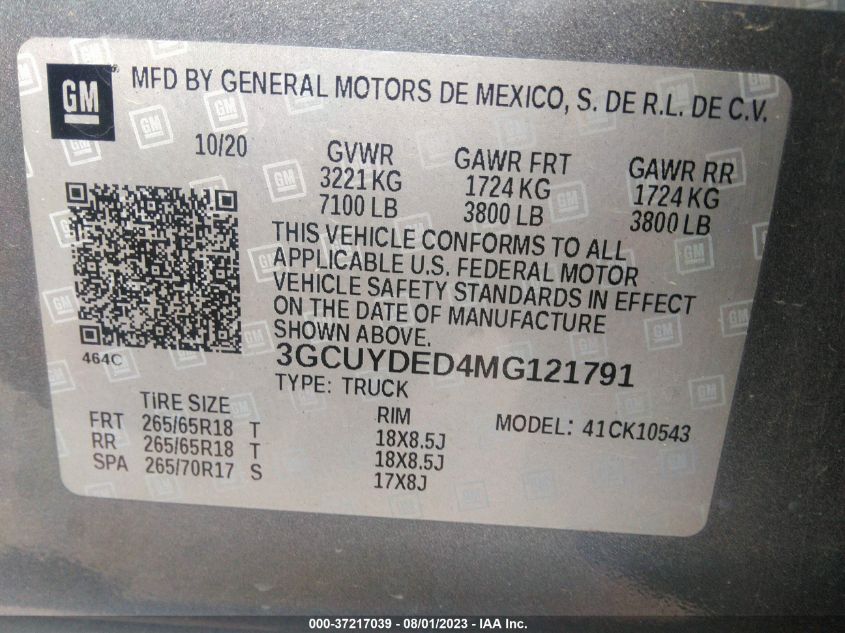 GM
MFD BY GENERAL MOTORS DE MEXICO, S. DE R.L. DE C.V.
10/20
GVWR
3221 KG
7100 LB
GAWR FRT
1724 KG
3800 LB
GAWR RR
1724 KG
3800 LB
THIS VEHICLE CONFORMS TO ALL
APPLICABLE U.S. FEDERAL MOTOR
VEHICLE SAFETY STANDARDS IN EFFECT
ON THE DATE OF MANUFACTURE
SHOWN ABOVE.
464C
3GCUYDED4MG121791
TYPE: TRUCK
MODEL: 41CK10543
TIRE SIZE
FRT 265/65R18 T
RR 265/65R18 T
SPA 265/70R17 S
RIM
18X8.5J
18X8.5J
17X8J
000-37217039 - 08/01/2023 - IAA Inc.